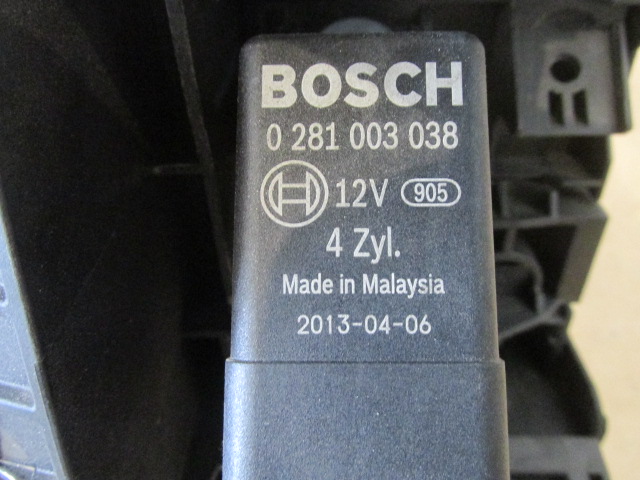 BOSCH
0 281 003 038
12V 905
4 Zyl.
Made in Malaysia
2013-04-06